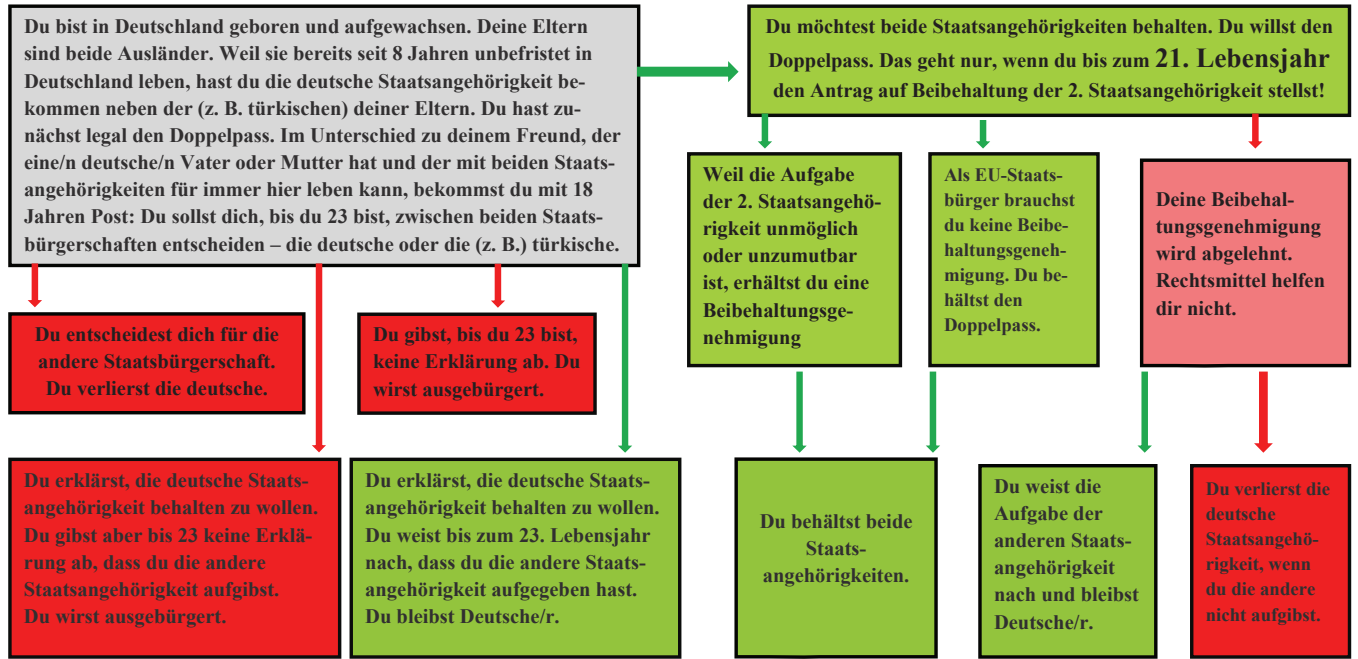 Du bist in Deutschland geboren und aufgewachsen. Deine Eltern
sind beide Ausländer. Weil sie bereits seit 8 Jahren unbefristet in
Deutschland leben, hast du die deutsche Staatsangehörigkeit be-
kommen neben der (z. B. türkischen) deiner Eltern. Du hast zu-
nächst legal den Doppelpass. Im Unterschied zu deinem Freund, der
eine/n deutsche/n Vater oder Mutter hat und der mit beiden Staats-
angehörigkeiten für immer hier leben kann, bekommst du mit 18
Jahren Post: Du sollst dich, bis du 23 bist, zwischen beiden Staats-
bürgerschaften entscheiden – die deutsche oder die (z. B.) türkische.
Du möchtest beide Staatsangehörigkeiten behalten. Du willst den
Doppelpass. Das geht nur, wenn du bis zum 21. Lebensjahr
den Antrag auf Beibehaltung der 2. Staatsangehörigkeit stellst!
Weil die Aufgabe
der 2. Staatsangehö-
rigkeit unmöglich
oder unzumutbar
ist, erhältst du eine
Beibehaltungsge-
nehmigung
Als EU-Staats-
bürger brauchst
du keine Beibe-
haltungsgeneh-
migung. Du be-
hältst den
Doppelpass.
Deine Beibehal-
tungsgenehmigung
wird abgelehnt.
Rechtsmittel helfen
dir nicht.
Du entscheidest dich für die
andere Staatsbürgerschaft.
Du verlierst die deutsche.
Du gibst, bis du 23 bist,
keine Erklärung ab. Du
wirst ausgebürgert.
Du erklärst, die deutsche Staats-
angehörigkeit behalten zu wollen.
Du gibst aber bis 23 keine Erklä-
rung ab, dass du die andere
Staatsangehörigkeit aufgibst.
Du wirst ausgebürgert.
Du erklärst, die deutsche Staats-
angehörigkeit behalten zu wollen.
Du weist bis zum 23. Lebensjahr
nach, dass du die andere Staats-
angehörigkeit aufgegeben hast.
Du bleibst Deutsche/r.
Du behältst beide
Staats-
angehörigkeiten.
Du weist die
Aufgabe der
anderen Staats-
angehörigkeit
nach und bleibst
Deutsche/r.
Du verlierst die
deutsche
Staatsangehö-
rigkeit, wenn
du die andere
nicht aufgibst.